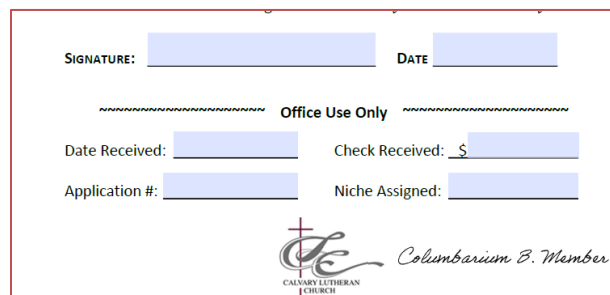 SIGNATURE: DATE
~~~~~~~~~~~~~~~~~~~~ Office Use Only ~~~~~~~~~~~~~~~~~~~~
Date Received: Check Received: $
Application #: Niche Assigned:
CALVARY LUTHERAN
CHURCH
Columbarium B. Member